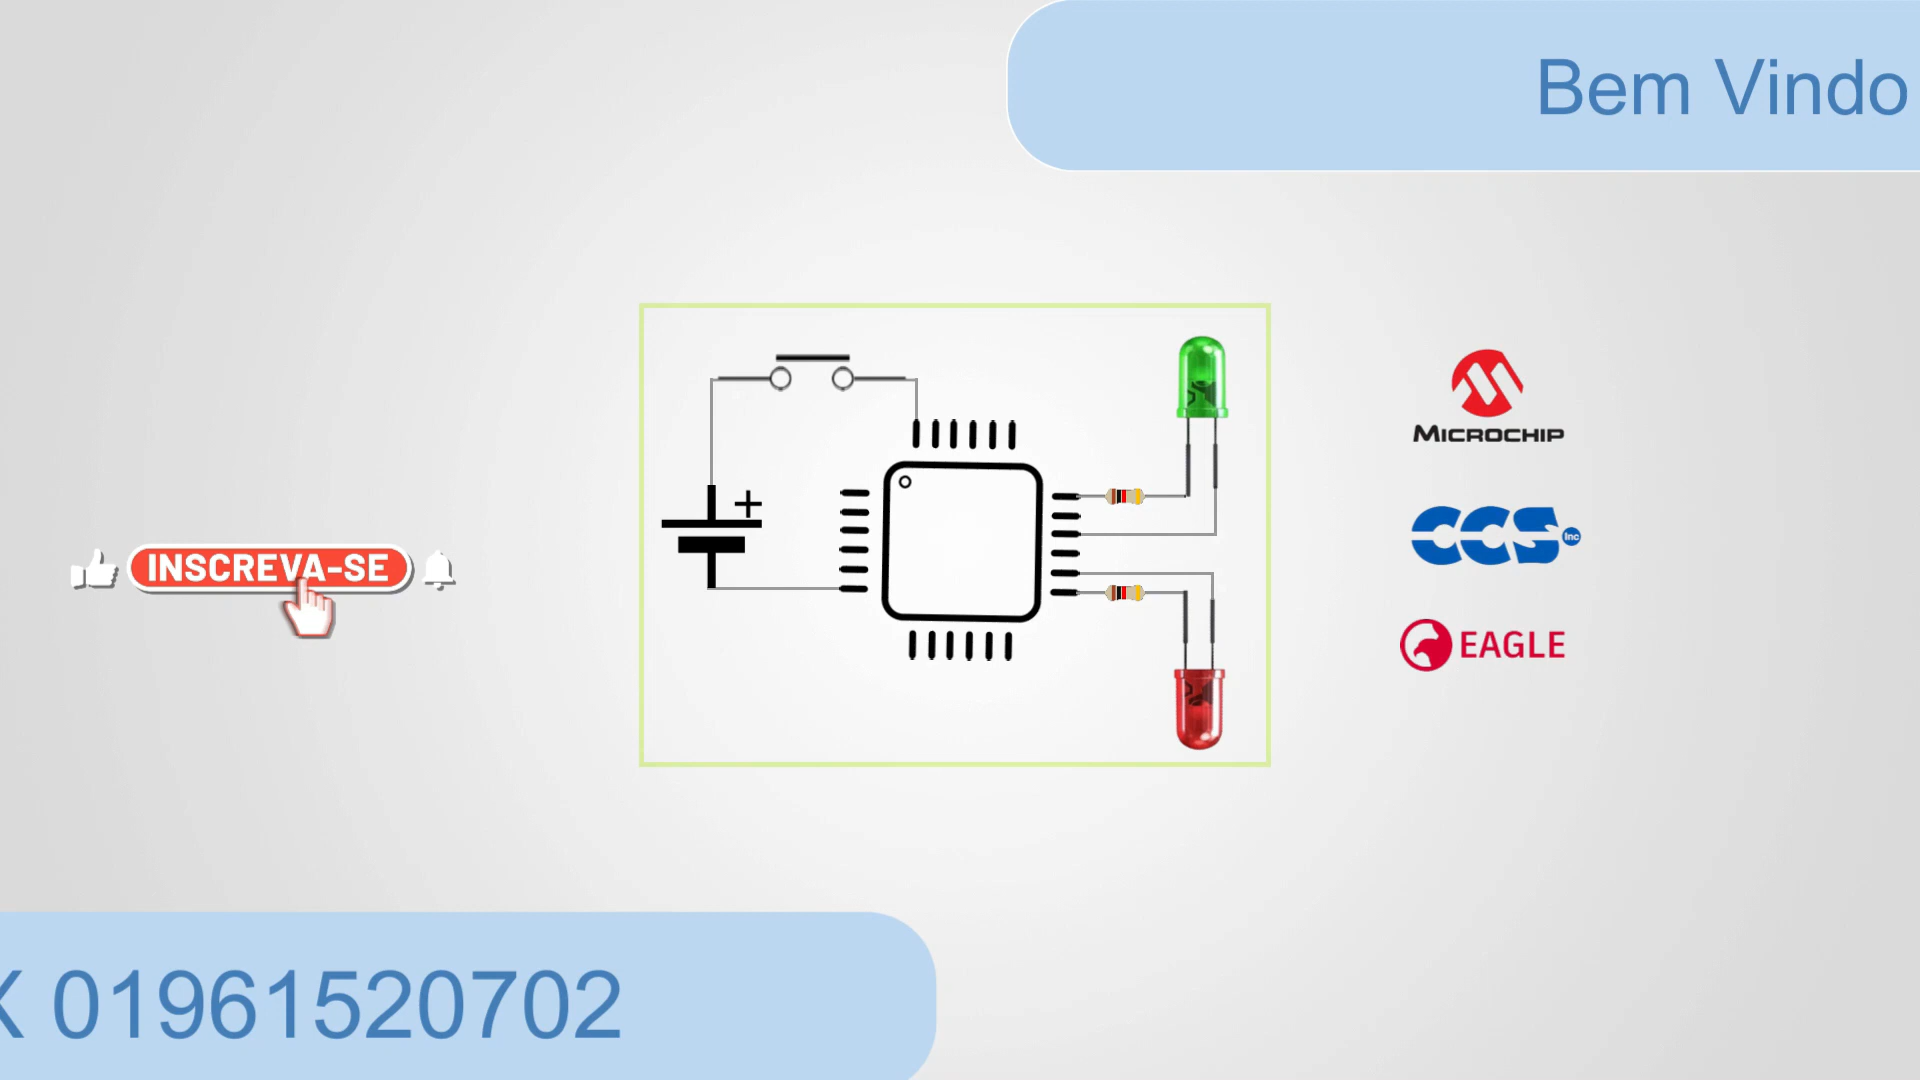 Bem Vindo
MICROCHIP
CCS Inc
INSCREVA-SE
EAGLE
X 01961520702